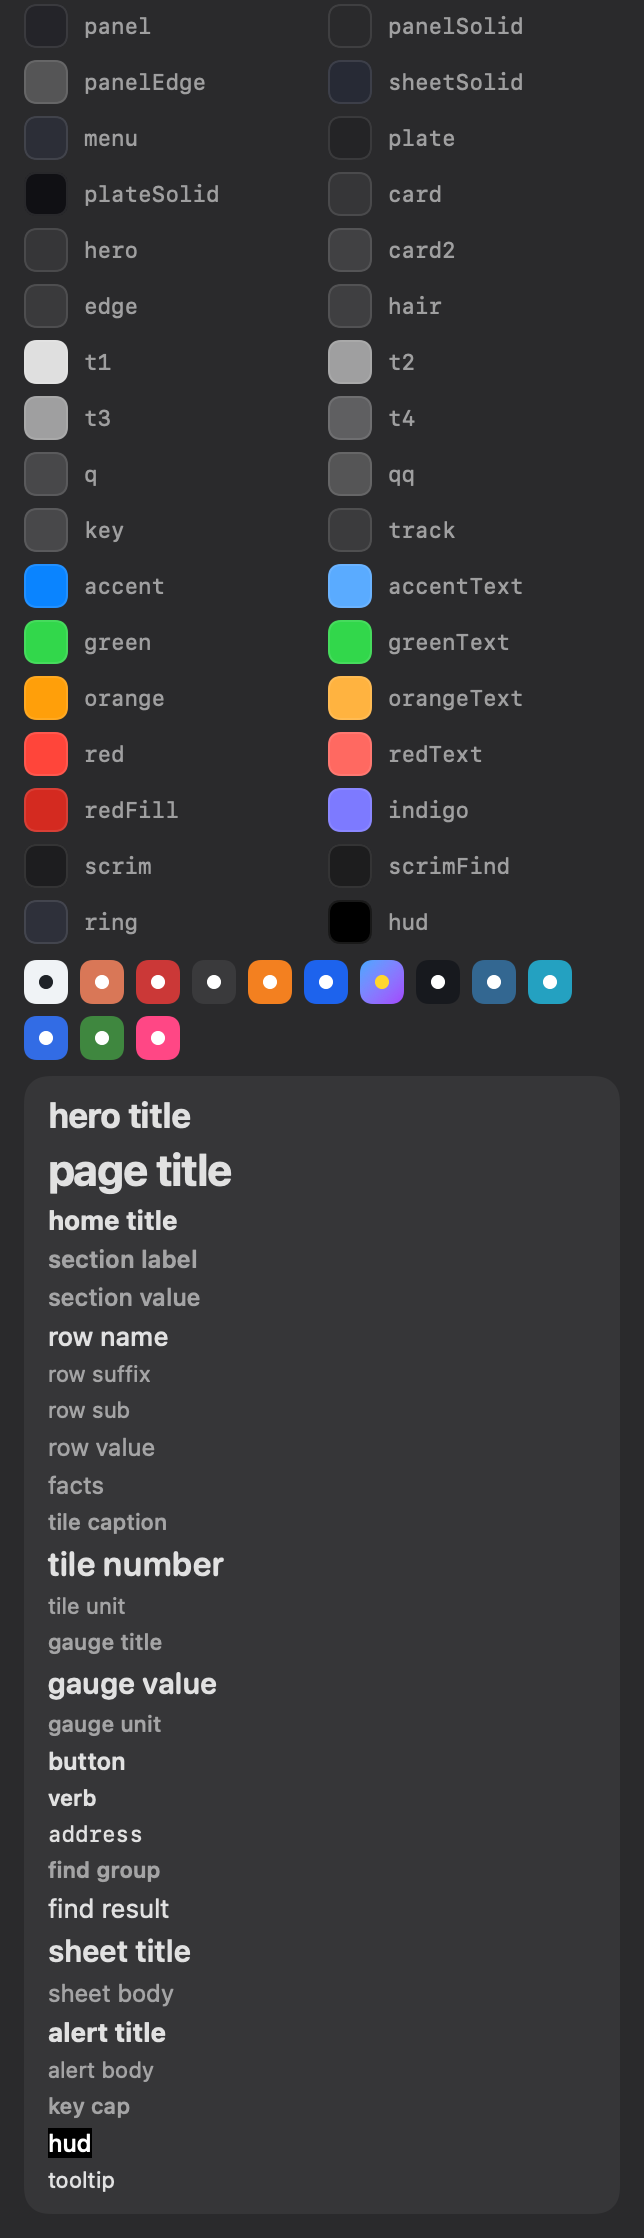 panel panelSolid
panelEdge sheetSolid
menu plate
plateSolid card
hero card2
edge hair
t1 t2
t3 t4
q qq
key track
accent accentText
green greenText
orange orangeText
red redText
redFill indigo
scrim scrimFind
ring hud
hero title
page title
home title
section label
section value
row name
row suffix
row sub
row value
facts
tile caption
tile number
tile unit
gauge title
gauge value
gauge unit
button
verb
address
find group
find result
sheet title
sheet body
alert title
alert body
key cap
hud
tooltip